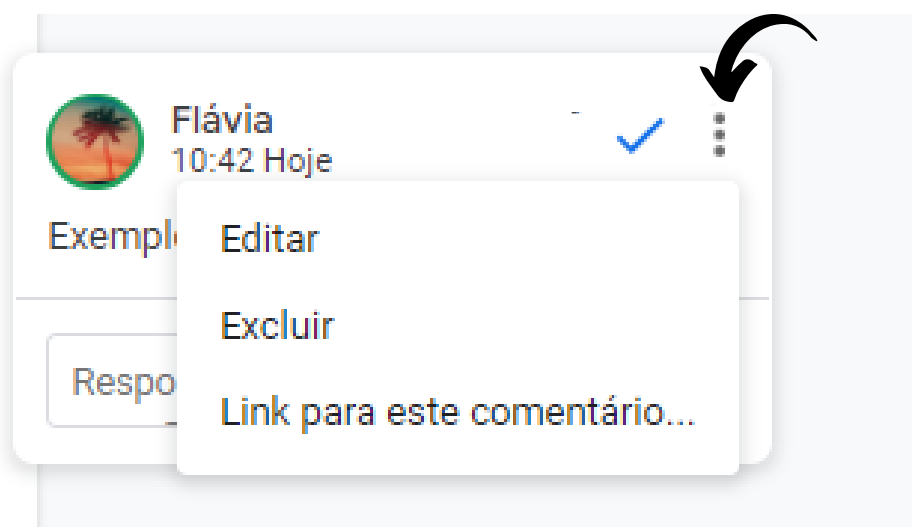 Flávia
10:42 Hoje
Editar
Excluir
Link para este comentário...